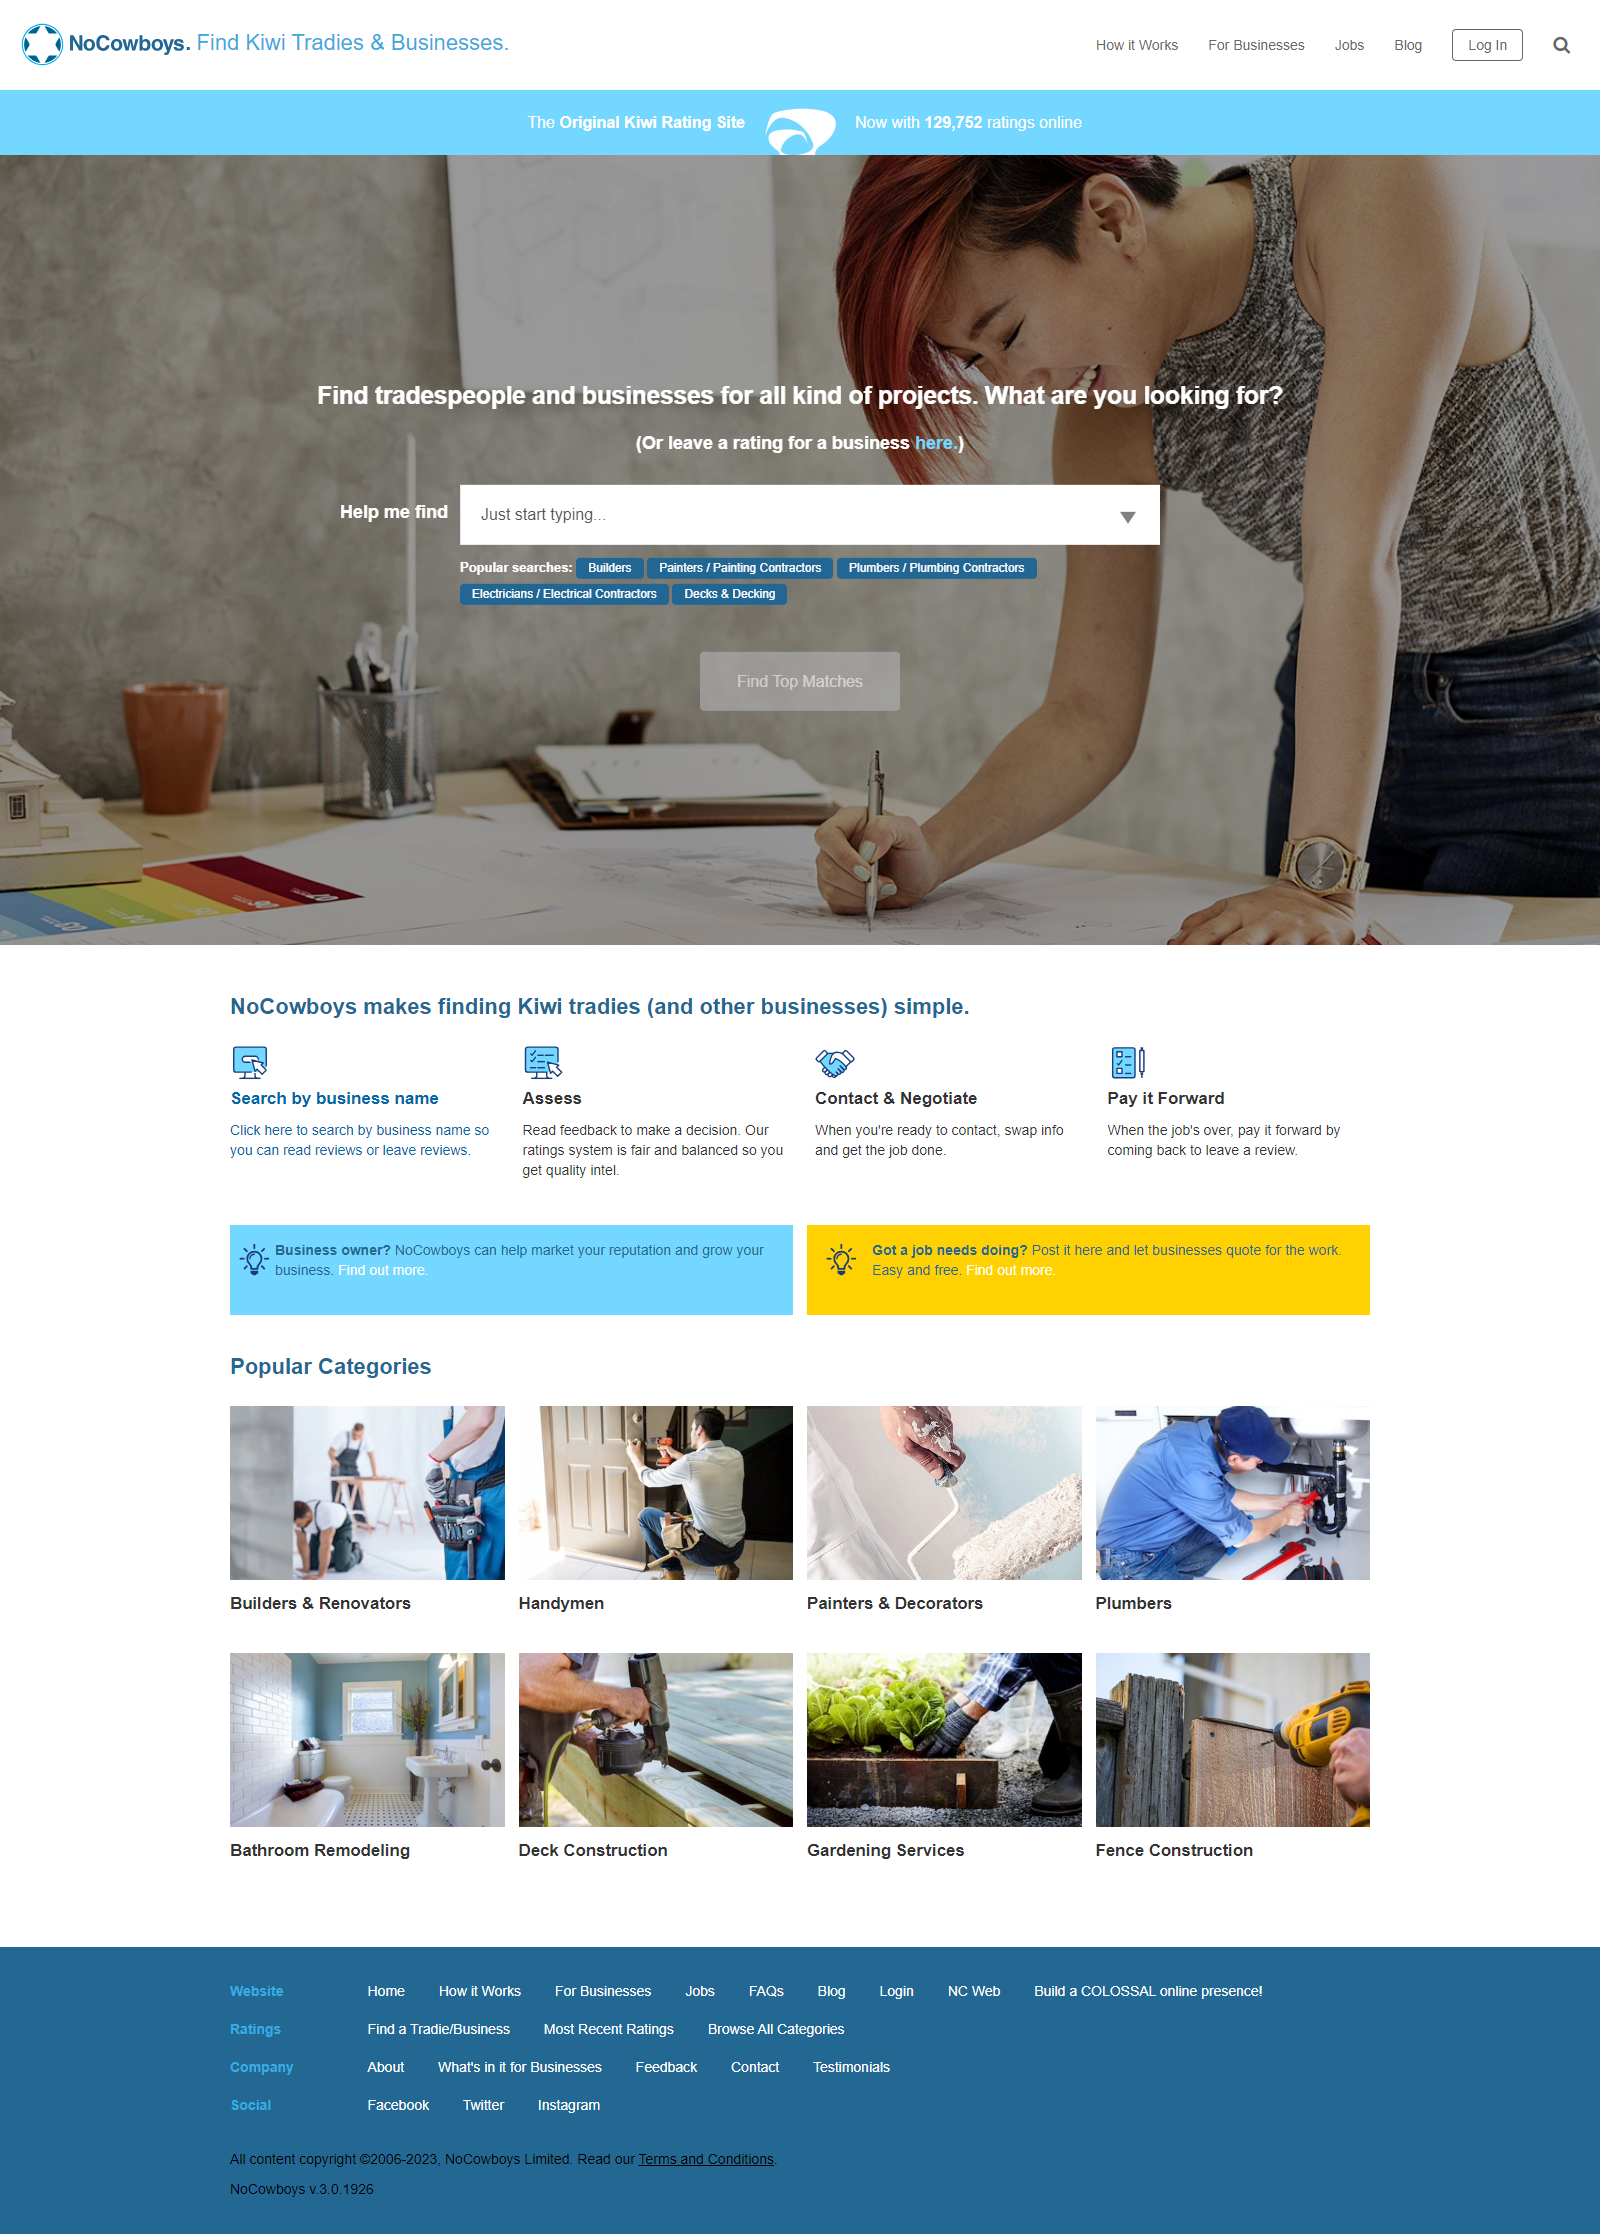 NoCowboys. Find Kiwi Tradies & Businesses.
How it Works For Businesses Jobs Blog Log In
The Original Kiwi Rating Site Now with 129,752 ratings online
Find tradespeople and businesses for all kind of projects. What are you looking for?
(Or leave a rating for a business here.)
Help me find Just start typing...
Popular searches: Builders Painters / Painting Contractors Plumbers / Plumbing Contractors
Electricians / Electrical Contractors Decks & Decking
Find Top Matches
NoCowboys makes finding Kiwi tradies (and other businesses) simple.
Search by business name
Click here to search by business name so
you can read reviews or leave reviews.
Assess
Read feedback to make a decision. Our
ratings system is fair and balanced so you
get quality intel.
Contact & Negotiate
When you're ready to contact, swap info
and get the job done.
Pay it Forward
When the job's over, pay it forward by
coming back to leave a review.
Business owner? NoCowboys can help market your reputation and grow your
business. Find out more.
Got a job needs doing? Post it here and let businesses quote for the work.
Easy and free. Find out more.
Popular Categories
Builders & Renovators
Handymen
Painters & Decorators
Plumbers
Bathroom Remodeling
Deck Construction
Gardening Services
Fence Construction
Website Home How it Works For Businesses Jobs FAQs Blog Login NC Web Build a COLOSSAL online presence!
Ratings Find a Tradie/Business Most Recent Ratings Browse All Categories
Company About What's in it for Businesses Feedback Contact Testimonials
Social Facebook Twitter Instagram
All content copyright ©2006-2023, NoCowboys Limited. Read our Terms and Conditions.
NoCowboys v.3.0.1926